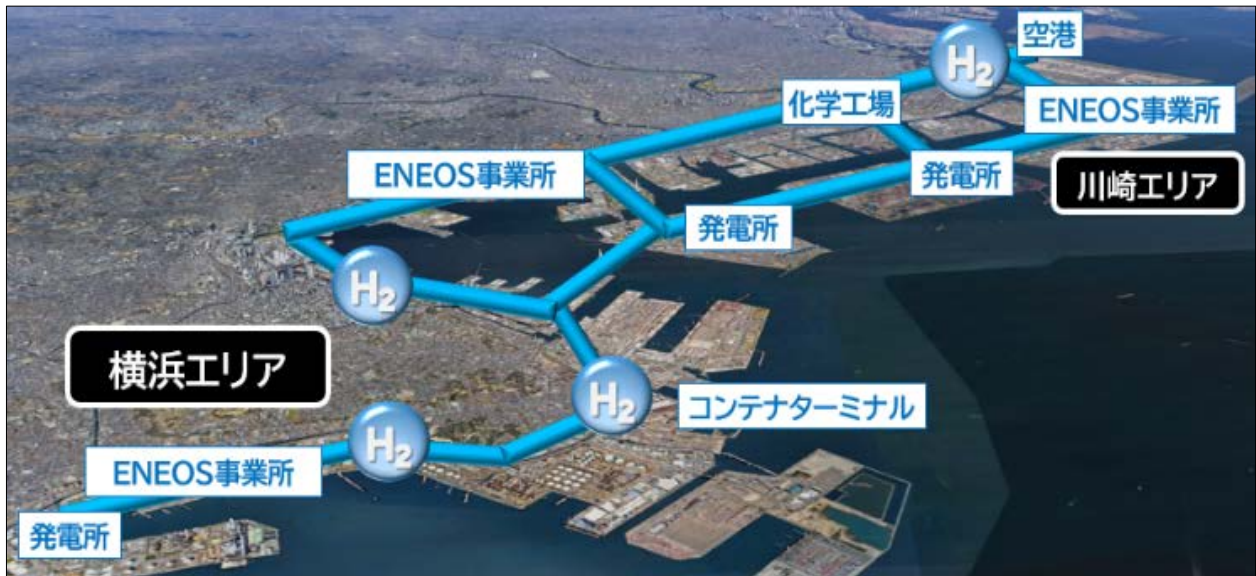 空港
H₂
化学工場
ENEOS事業所
ENEOS事業所
発電所
川崎エリア
発電所
H₂
横浜エリア
H₂
コンテナターミナル
H₂
ENEOS事業所
発電所